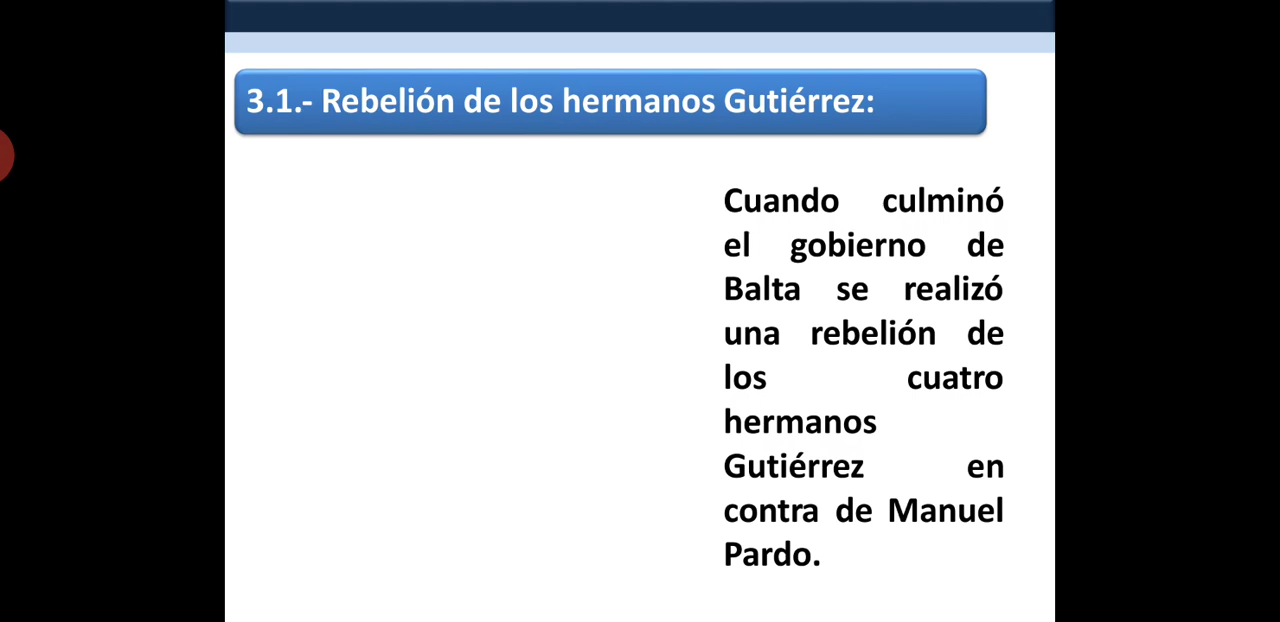 3.1.- Rebelión de los hermanos Gutiérrez:
Cuando culminó
el gobierno de
Balta se realizó
una rebelión de
los cuatro
hermanos
Gutiérrez en
contra de Manuel
Pardo.